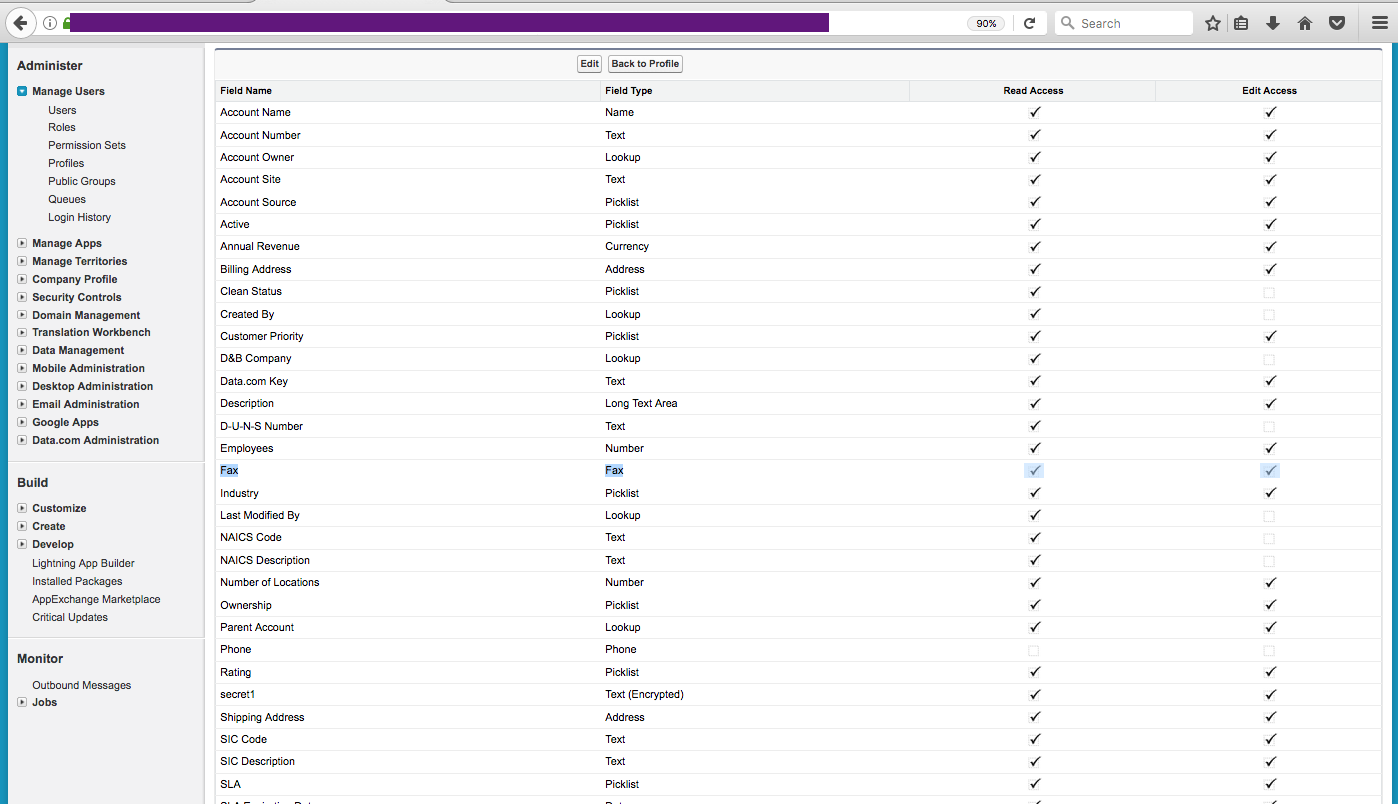 90%
Search
Administer
Manage Users
Users
Roles
Permission Sets
Profiles
Public Groups
Queues
Login History
Manage Apps
Manage Territories
Company Profile
Security Controls
Domain Management
Translation Workbench
Data Management
Mobile Administration
Desktop Administration
Email Administration
Google Apps
Data.com Administration
Build
Customize
Create
Develop
Lightning App Builder
Installed Packages
AppExchange Marketplace
Critical Updates
Monitor
Outbound Messages
Jobs
Edit Back to Profile
Field Name Field Type Read Access Edit Access
Account Name Name
Account Number Text
Account Owner Lookup
Account Site Text
Account Source Picklist
Active Picklist
Annual Revenue Currency
Billing Address Address
Clean Status Picklist
Created By Lookup
Customer Priority Picklist
D&B Company Lookup
Data.com Key Text
Description Long Text Area
D-U-N-S Number Text
Employees Number
Fax Fax
Industry Picklist
Last Modified By Lookup
NAICS Code Text
NAICS Description Text
Number of Locations Number
Ownership Picklist
Parent Account Lookup
Phone Phone
Rating Picklist
secret1 Text (Encrypted)
Shipping Address Address
SIC Code Text
SIC Description Text
SLA Picklist